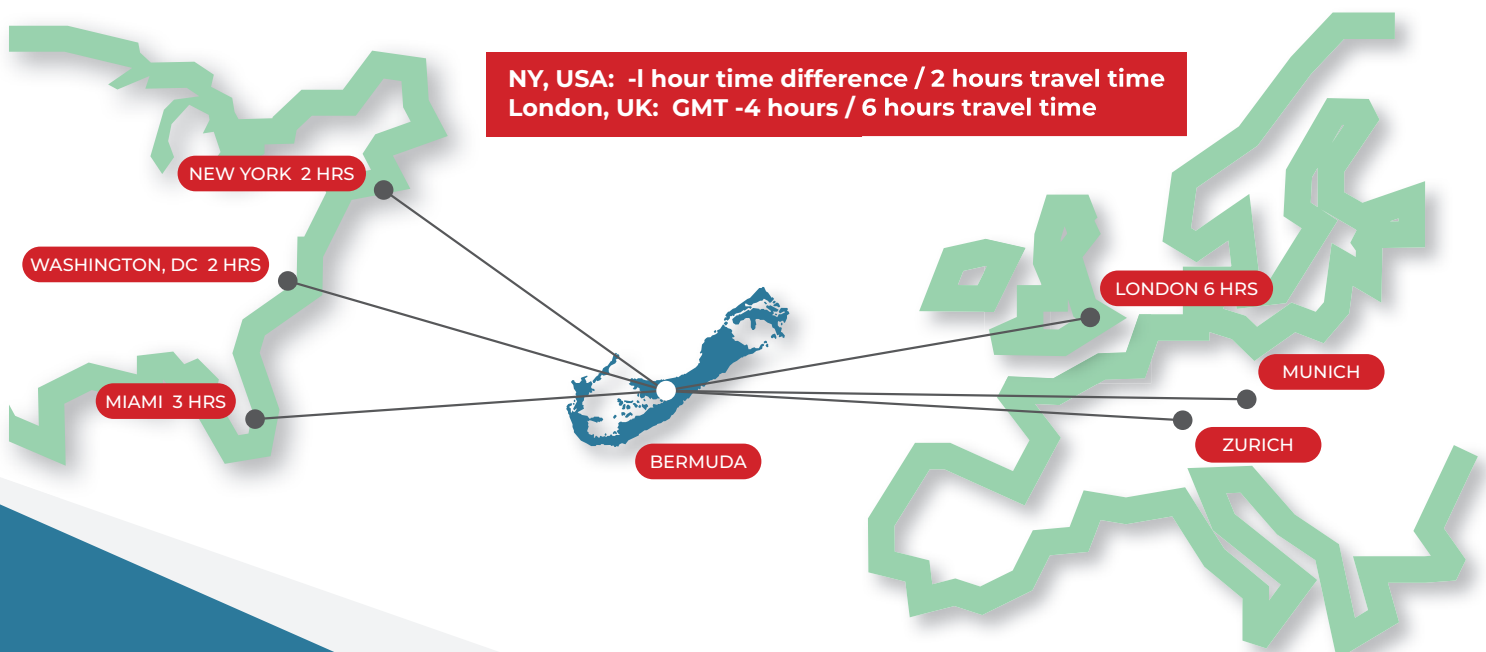 NY, USA: -l hour time difference / 2 hours travel time
London, UK: GMT -4 hours / 6 hours travel time
NEW YORK 2 HRS
WASHINGTON, DC 2 HRS
LONDON 6 HRS
MUNICH
MIAMI 3 HRS
ZURICH
BERMUDA